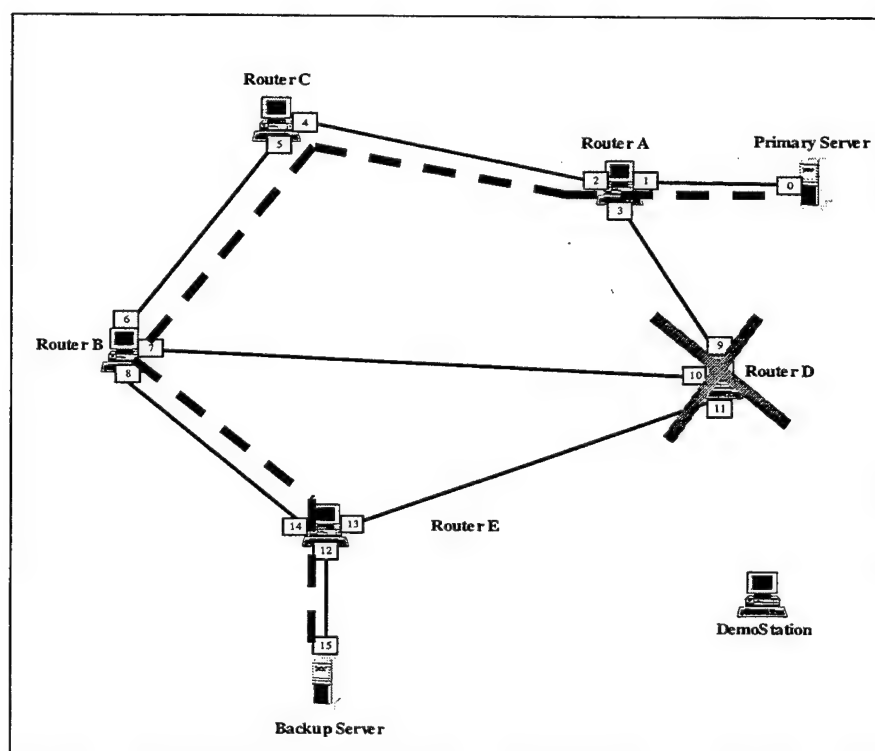 Router C
4
5
Router A
Primary Server
2
1
0
3
6
Router B
7
8
9
10
Router D
11
14
13
Router E
12
15
DemoStation
Backup Server